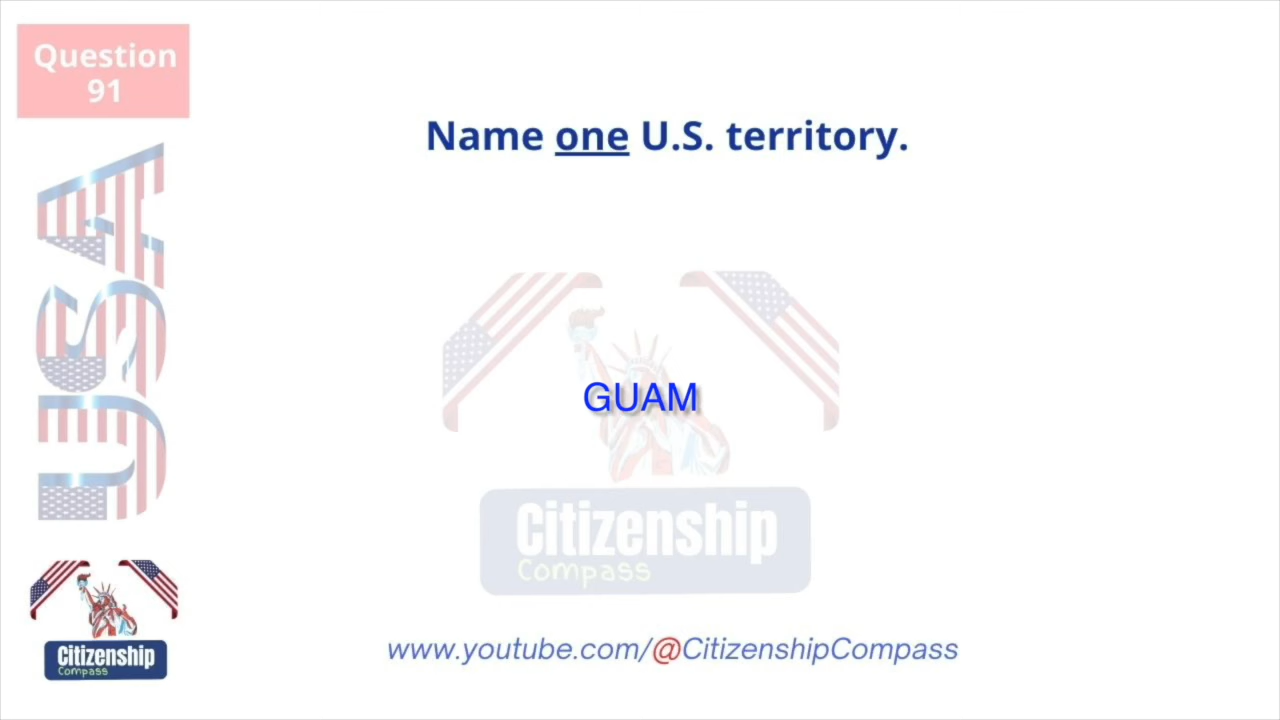 Question
91
Name one U.S. territory.
USA
GUAM
Citizenship
Compass
Citizenship
Compass
www.youtube.com/@CitizenshipCompass